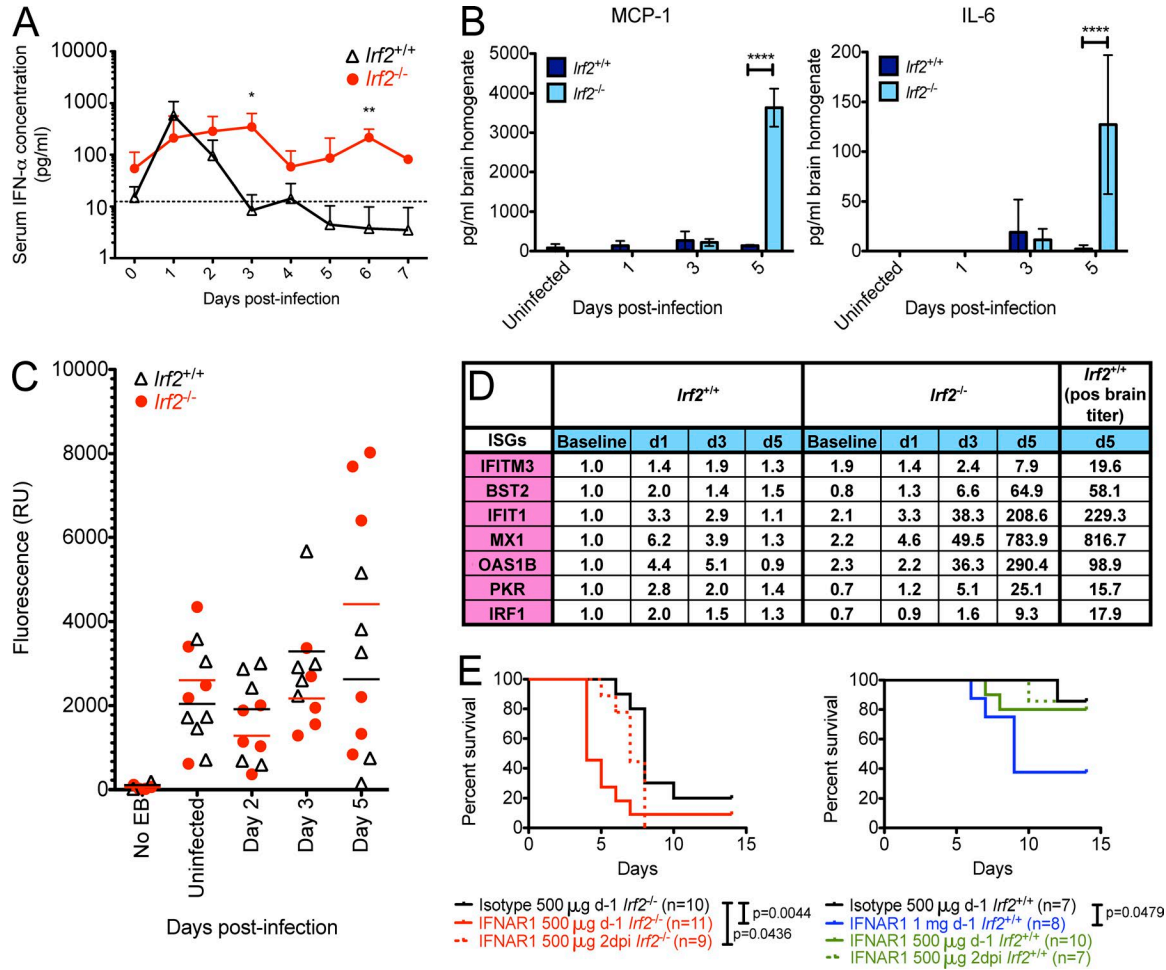 A
Irf2+/+
Irf2-/-
Serum IFN-α concentration
(pg/ml)
10000
1000
100
10
1
*
**
0 1 2 3 4 5 6 7
Days post-infection
B
MCP-1
pg/ml brain homogenate
5000
4000
3000
2000
1000
0
Irf2+/+
Irf2-/-
****
Uninfected 1 3 5
Days post-infection
IL-6
pg/ml brain homogenate
200
150
100
50
0
Irf2+/+
Irf2-/-
****
Uninfected 1 3 5
Days post-infection
C
Irf2+/+
Irf2-/-
Fluorescence (RU)
10000
8000
6000
4000
2000
0
No EB Uninfected Day 2 Day 3 Day 5
Days post-infection
D Irf2+/+ Irf2-/- Irf2+/+
(pos brain
titer)
ISGs Baseline d1 d3 d5 Baseline d1 d3 d5 d5
IFITM3 1.0 1.4 1.9 1.3 1.9 1.4 2.4 7.9 19.6
BST2 1.0 2.0 1.4 1.5 0.8 1.3 6.6 64.9 58.1
IFIT1 1.0 3.3 2.9 1.1 2.1 3.3 38.3 208.6 229.3
MX1 1.0 6.2 3.9 1.3 2.2 4.6 49.5 783.9 816.7
OAS1B 1.0 4.4 5.1 0.9 2.3 2.2 36.3 290.4 98.9
PKR 1.0 2.8 2.0 1.4 0.7 1.2 5.1 25.1 15.7
IRF1 1.0 2.0 1.5 1.3 0.7 0.9 1.6 9.3 17.9
E
Percent survival
100
80
60
40
20
0
0 5 10 15
Days
Isotype 500 µg d-1 Irf2-/- (n=10)
IFNAR1 500 µg d-1 Irf2-/- (n=11)
IFNAR1 500 µg 2dpi Irf2-/- (n=9)
p=0.0044
p=0.0436
Percent survival
100
80
60
40
20
0
0 5 10 15
Days
Isotype 500 µg d-1 Irf2+/+ (n=7)
IFNAR1 1 mg d-1 Irf2+/+ (n=8)
IFNAR1 500 µg d-1 Irf2+/+ (n=10)
IFNAR1 500 µg 2dpi Irf2+/+ (n=7)
p=0.0479